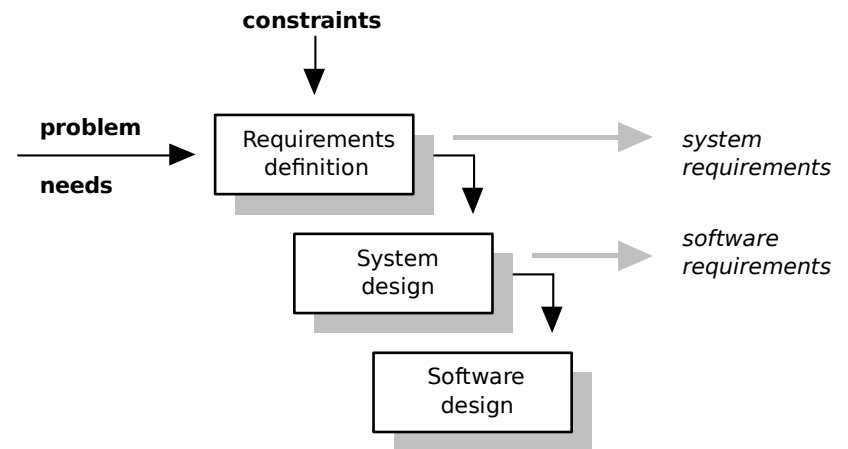 constraints
problem
needs
Requirements
definition
system
requirements
System
design
software
requirements
Software
design